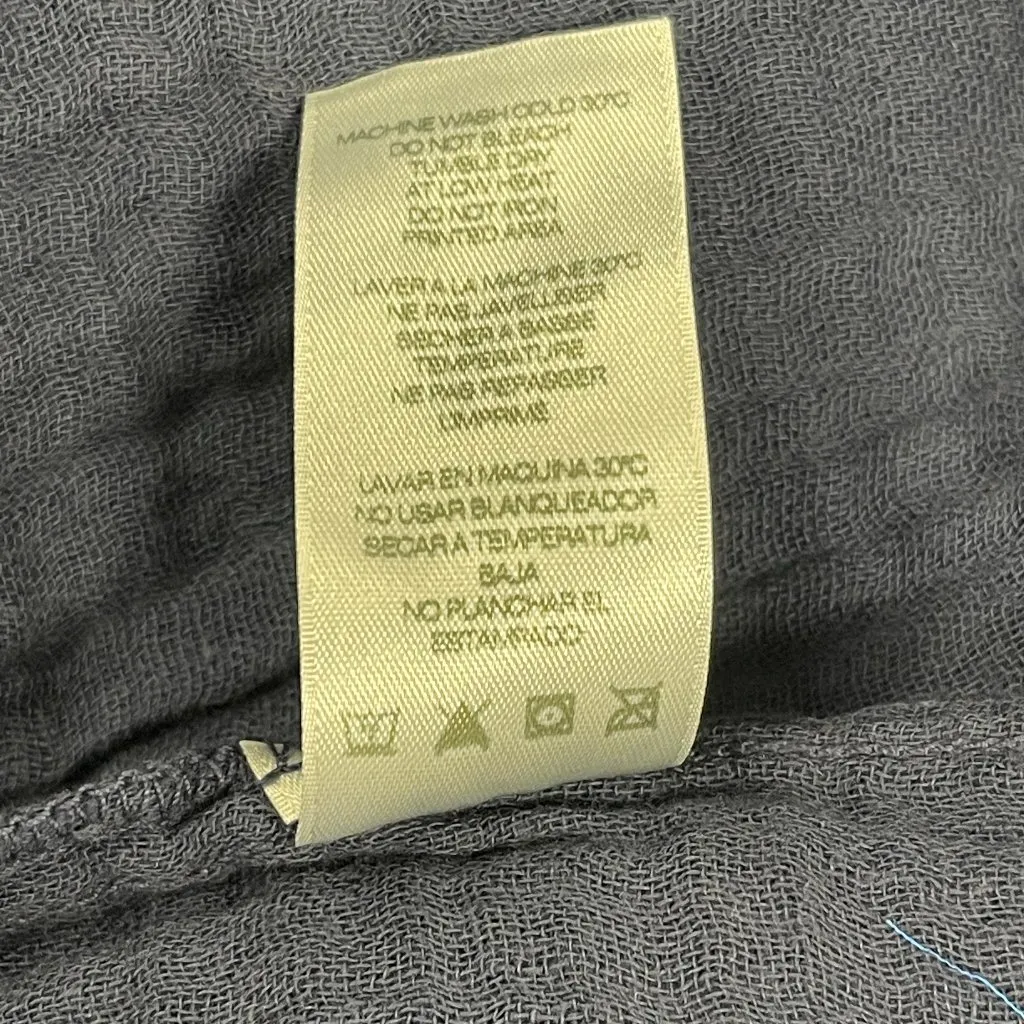 MACHINE WASH COLD 30°C
DO NOT BLEACH
TUMBLE DRY
AT LOW HEAT
DO NOT IRON
PRINTED AREA
LAVER A LA MACHINE 30°C
NE PAS JAVELLISER
SECHER A BASSE
TEMPERATURE
NE PAS REPASSER
L'IMPRIME
LAVAR EN MAQUINA 30°C
NO USAR BLANQUEADOR
SECAR A TEMPERATURA
BAJA
NO PLANCHAR EL
ESTAMPADO